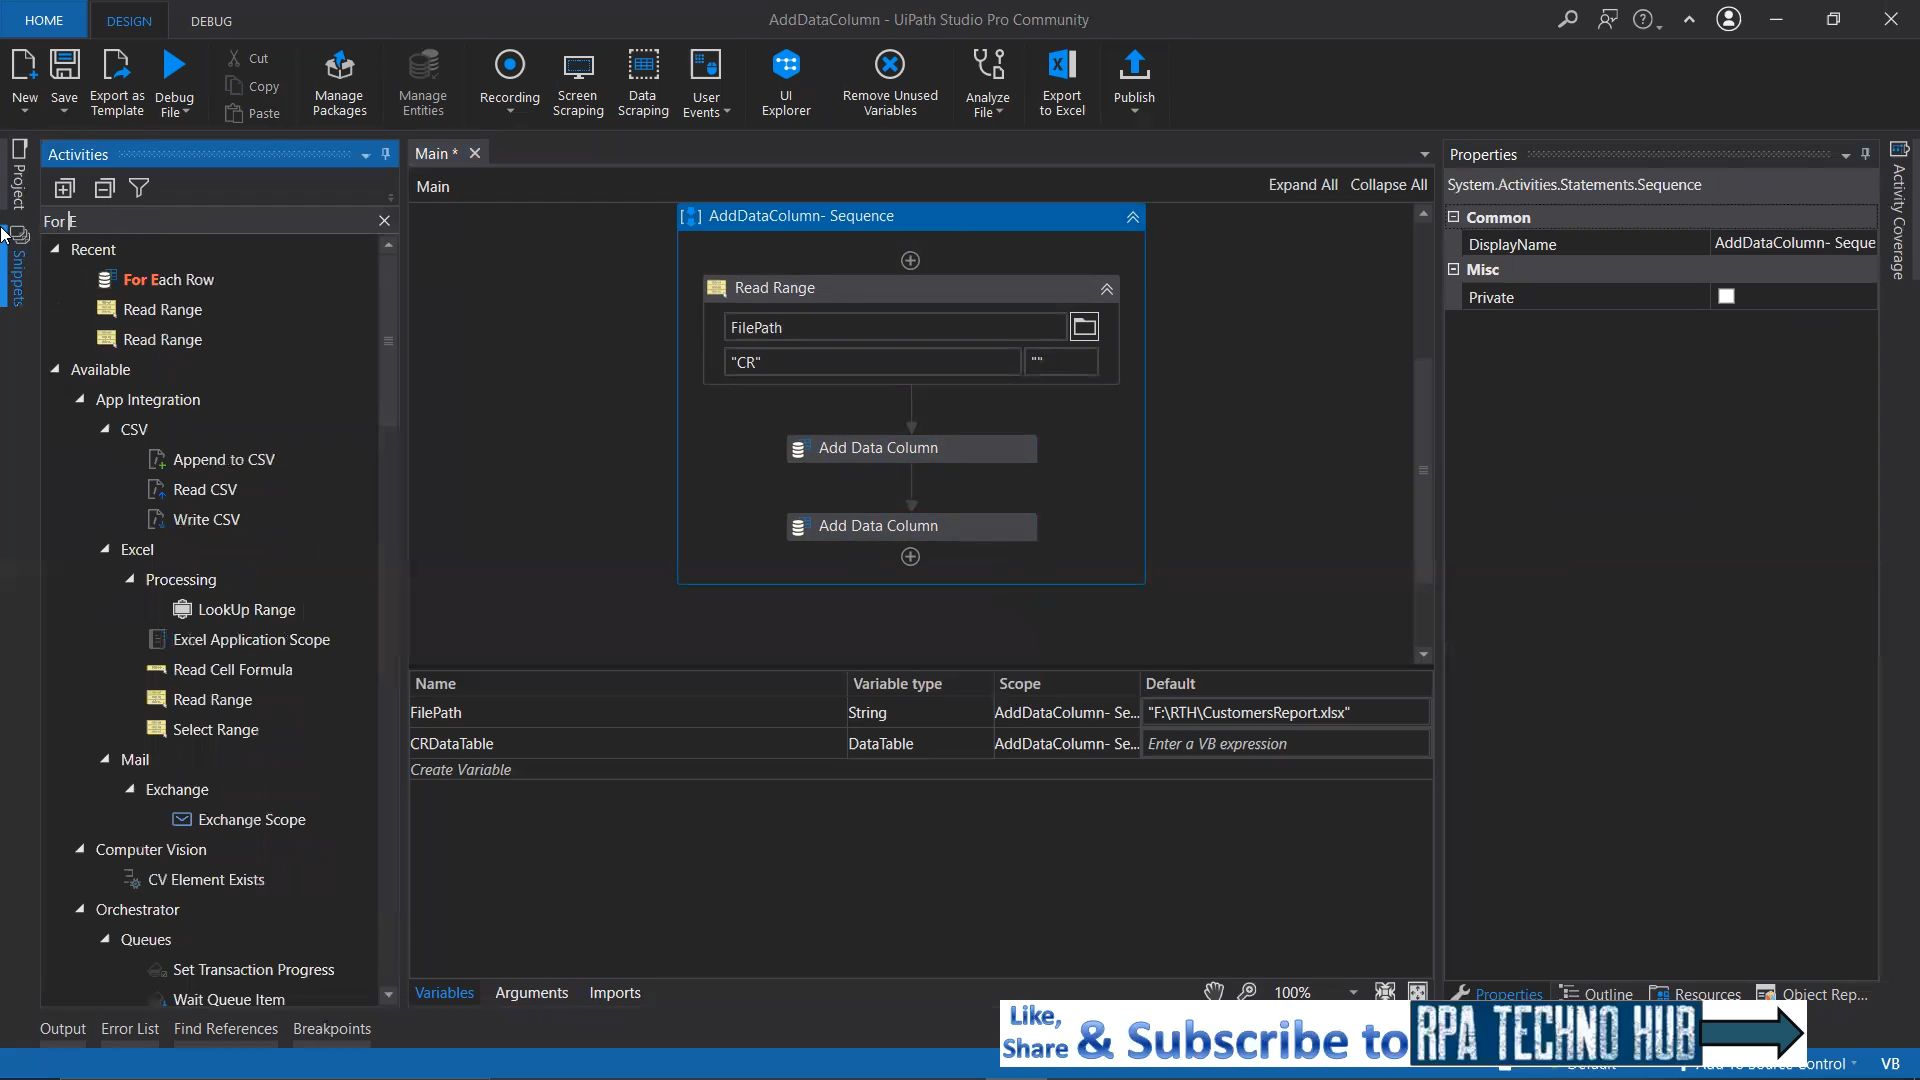 HOME DESIGN DEBUG AddDataColumn - UiPath Studio Pro Community
New Save Export as Template Debug File Cut Copy Paste Manage Packages Manage Entities Recording Screen Scraping Data Scraping User Events UI Explorer Remove Unused Variables Analyze File Export to Excel Publish
Project
Snippets
Activities
For E
Recent
For Each Row
Read Range
Read Range
Available
App Integration
CSV
Append to CSV
Read CSV
Write CSV
Excel
Processing
LookUp Range
Excel Application Scope
Read Cell Formula
Read Range
Select Range
Mail
Exchange
Exchange Scope
Computer Vision
CV Element Exists
Orchestrator
Queues
Set Transaction Progress
Wait Queue Item
Main *
Main Expand All Collapse All
AddDataColumn- Sequence
Read Range
FilePath
"CR" ""
Add Data Column
Add Data Column
Name Variable type Scope Default
FilePath String AddDataColumn- Se... "F:\RTH\CustomersReport.xlsx"
CRDataTable DataTable AddDataColumn- Se... Enter a VB expression
Create Variable
Variables Arguments Imports 100%
Properties
System.Activities.Statements.Sequence
Common
DisplayName AddDataColumn- Seque
Misc
Private
Activity Coverage
Properties Outline Resources Object Rep...
Output Error List Find References Breakpoints
Like, Share & Subscribe to RPA TECHNO HUB
Control VB